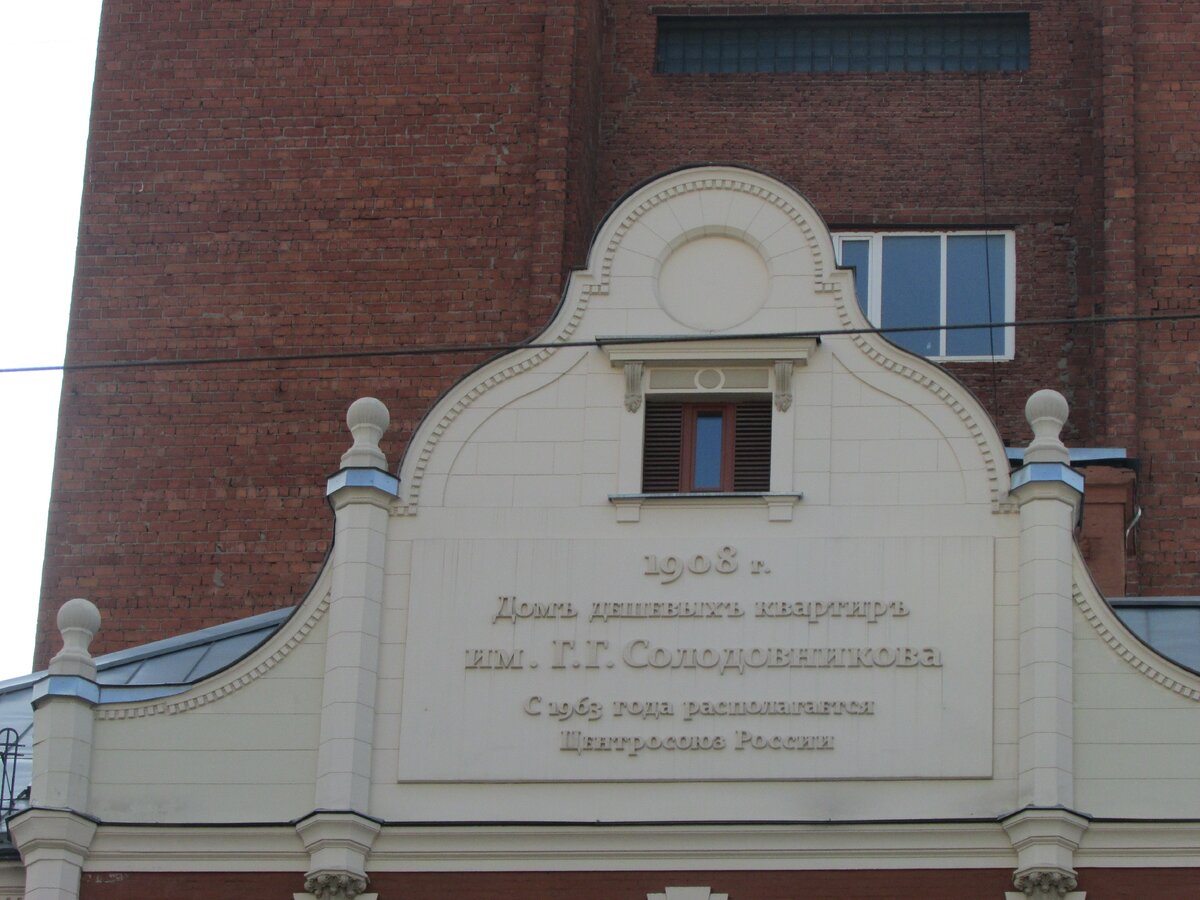 1908 г.
Домъ дешевыхъ квартиръ
им. Г.Г. Солодовникова
С 1963 года располагается
Центросоюз России